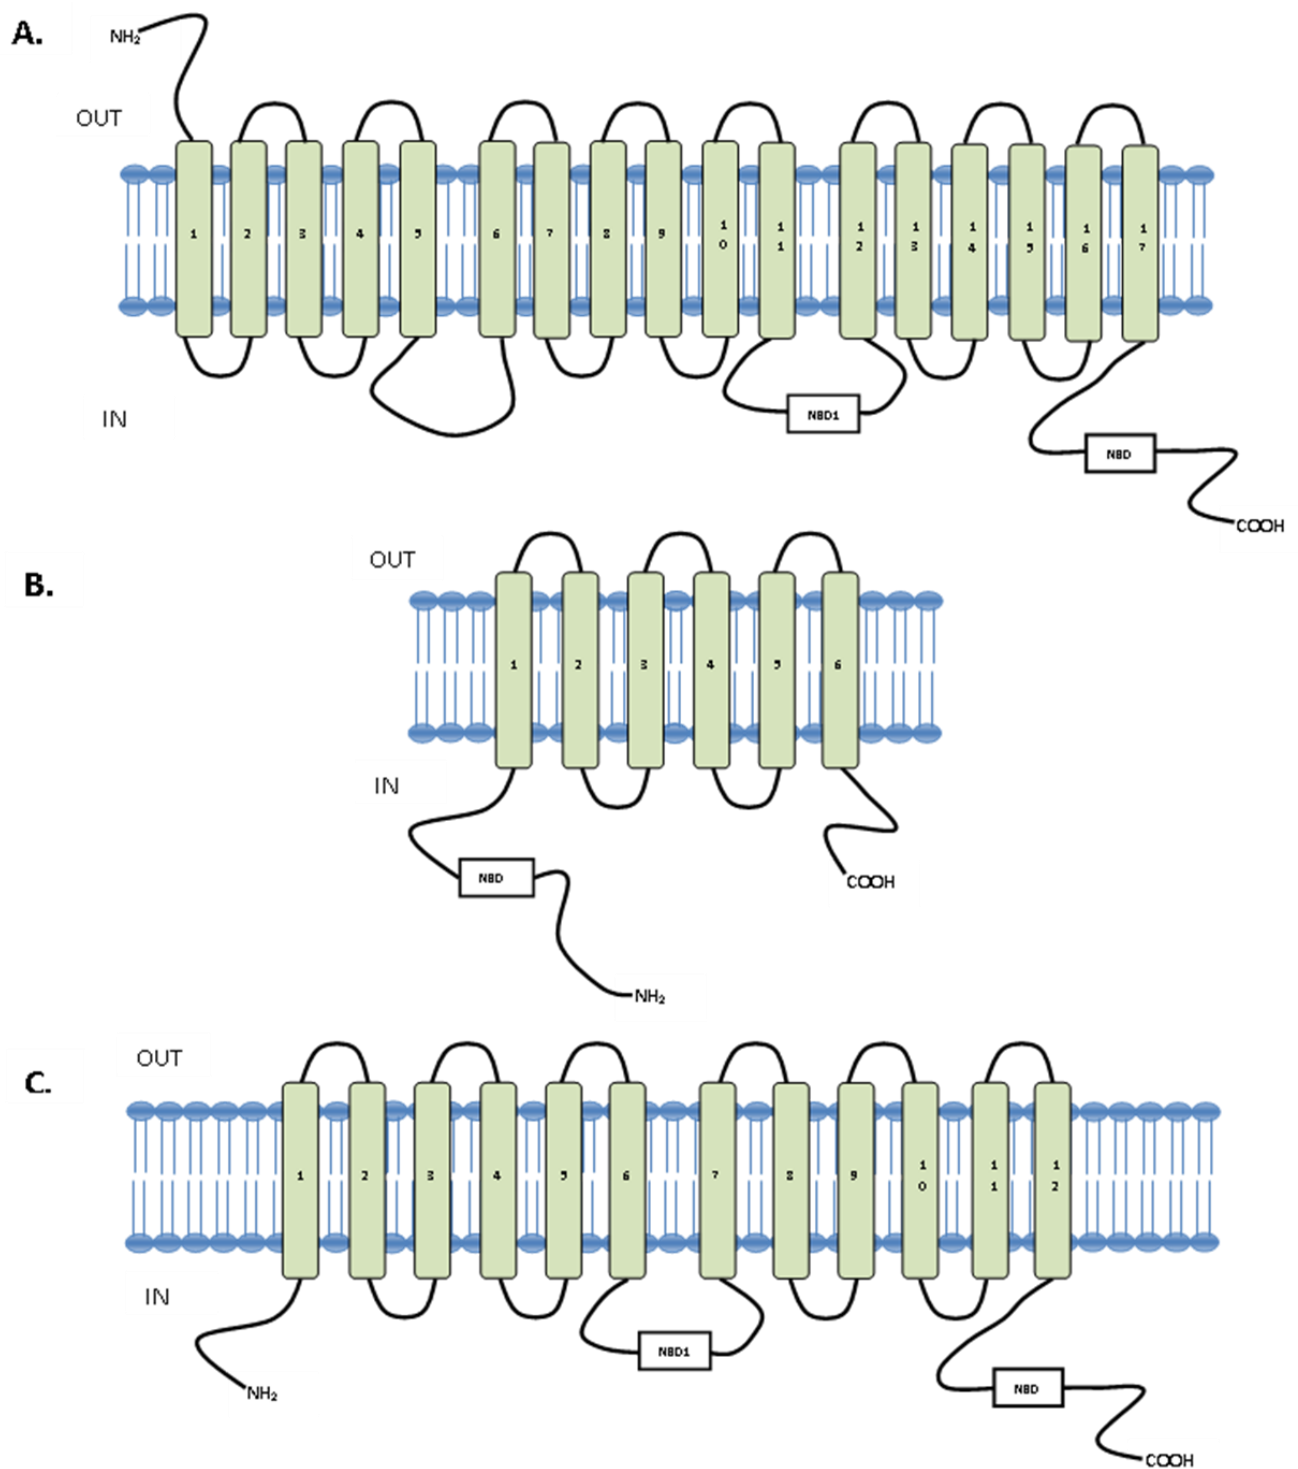 A.
NH₂
OUT
1 2 3 4 5 6 7 8 9 10 11 12 13 14 15 16 17
IN
NBD1
NBD
COOH
OUT
B.
1 2 3 4 5 6
IN
NBD
COOH
NH₂
OUT
C.
1 2 3 4 5 6 7 8 9 10 11 12
IN
NBD1
NBD
NH₂
COOH